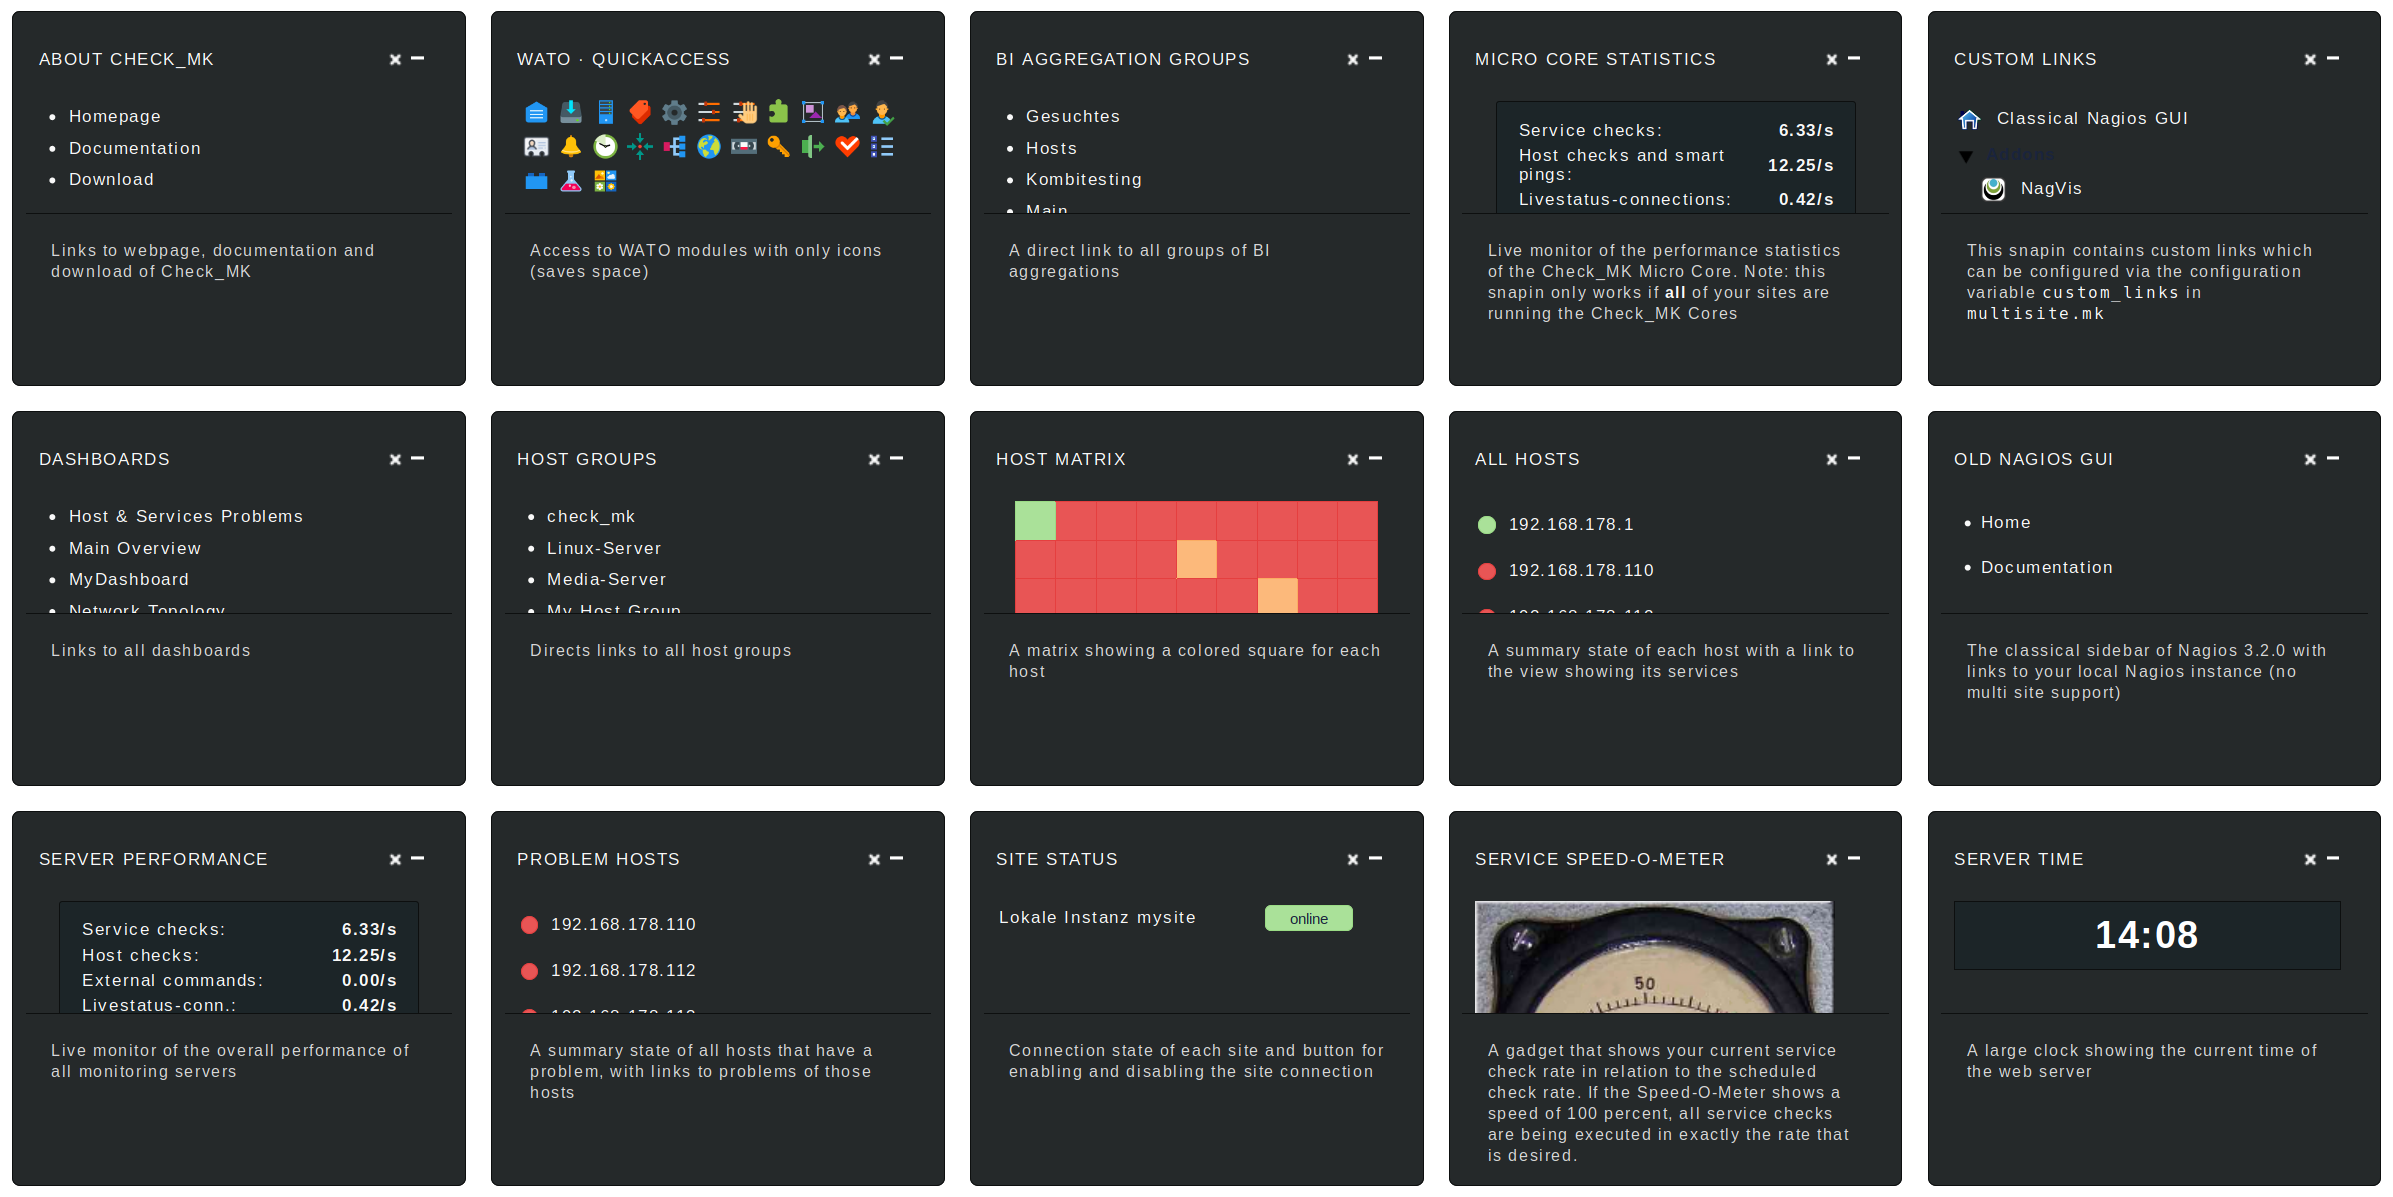 ABOUT CHECK_MK
Homepage
Documentation
Download
Links to webpage, documentation and
download of Check_MK
WATO · QUICKACCESS
Access to WATO modules with only icons
(saves space)
BI AGGREGATION GROUPS
Gesuchtes
Hosts
Kombitesting
Main
A direct link to all groups of BI
aggregations
MICRO CORE STATISTICS
Service checks: 6.33/s
Host checks and smart
pings: 12.25/s
Livestatus-connections: 0.42/s
Live monitor of the performance statistics
of the Check_MK Micro Core. Note: this
snapin only works if all of your sites are
running the Check_MK Cores
CUSTOM LINKS
Classical Nagios GUI
Addons
NagVis
This snapin contains custom links which
can be configured via the configuration
variable custom_links in
multisite.mk
DASHBOARDS
Host & Services Problems
Main Overview
MyDashboard
Network Topology
Links to all dashboards
HOST GROUPS
check_mk
Linux-Server
Media-Server
My Host Group
Directs links to all host groups
HOST MATRIX
A matrix showing a colored square for each
host
ALL HOSTS
192.168.178.1
192.168.178.110
A summary state of each host with a link to
the view showing its services
OLD NAGIOS GUI
Home
Documentation
The classical sidebar of Nagios 3.2.0 with
links to your local Nagios instance (no
multi site support)
SERVER PERFORMANCE
Service checks: 6.33/s
Host checks: 12.25/s
External commands: 0.00/s
Livestatus-conn.: 0.42/s
Live monitor of the overall performance of
all monitoring servers
PROBLEM HOSTS
192.168.178.110
192.168.178.112
A summary state of all hosts that have a
problem, with links to problems of those
hosts
SITE STATUS
Lokale Instanz mysite online
Connection state of each site and button for
enabling and disabling the site connection
SERVICE SPEED-O-METER
50
A gadget that shows your current service
check rate in relation to the scheduled
check rate. If the Speed-O-Meter shows a
speed of 100 percent, all service checks
are being executed in exactly the rate that
is desired.
SERVER TIME
14:08
A large clock showing the current time of
the web server